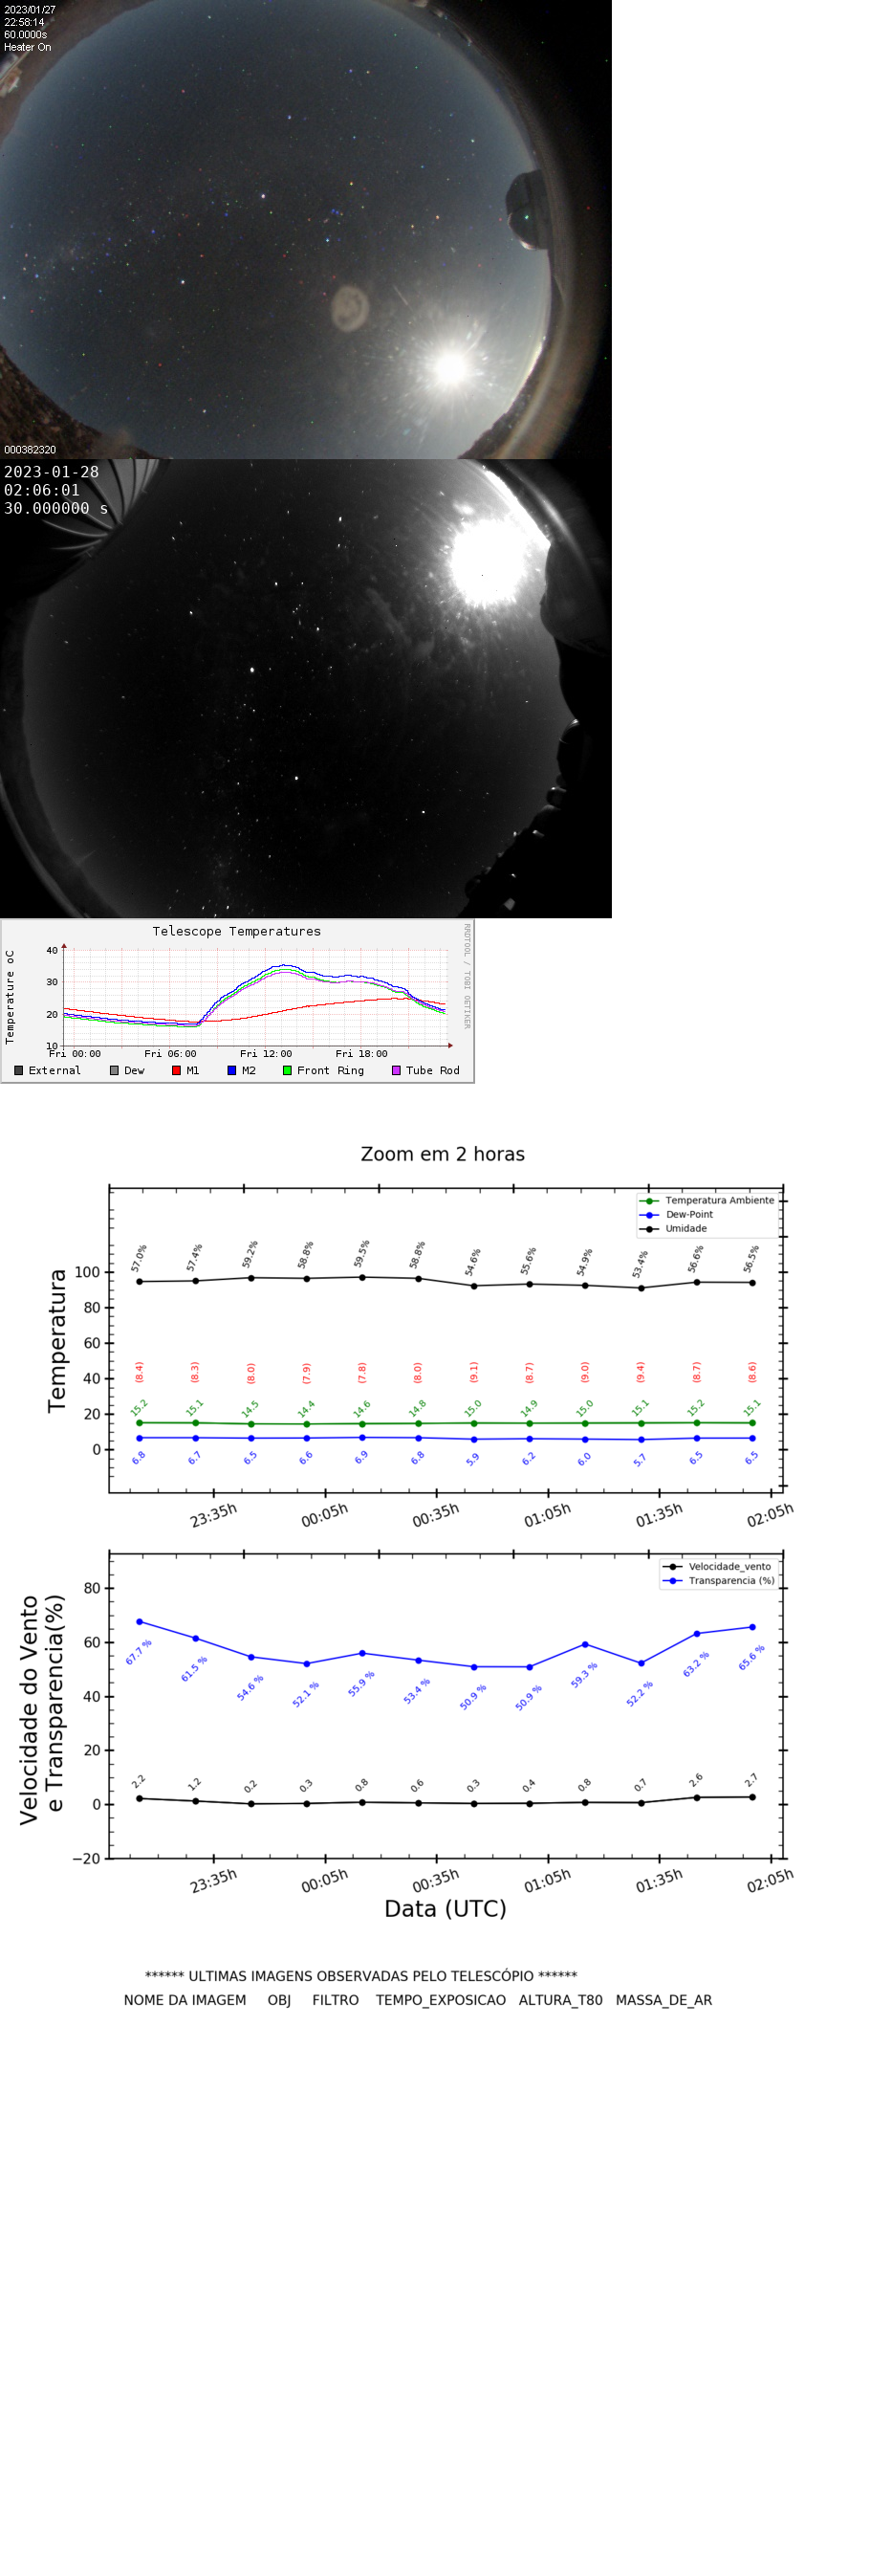 2023/01/27
22:58:14
60.0000s
Heater On
000382320
2023-01-28
02:06:01
30.000000 s
Telescope Temperatures
RRDTOOL / TOBI OETIKER
Temperature oC
40
30
20
10
Fri 00:00 Fri 06:00 Fri 12:00 Fri 18:00
External Dew M1 M2 Front Ring Tube Rod
Zoom em 2 horas
Temperatura Ambiente
Dew-Point
Umidade
Temperatura
100
80
60
40
20
0
57.0% 57.4% 59.2% 58.8% 59.5% 58.8% 54.6% 55.6% 54.9% 53.4% 56.6% 56.5%
(8.4) (8.3) (8.0) (7.9) (7.8) (8.0) (9.1) (8.7) (9.0) (9.4) (8.7) (8.6)
15.2 15.1 14.5 14.4 14.6 14.8 15.0 14.9 15.0 15.1 15.2 15.1
6.8 6.7 6.5 6.6 6.9 6.8 5.9 6.2 6.0 5.7 6.5 6.5
23:35h 00:05h 00:35h 01:05h 01:35h 02:05h
Velocidade_vento
Transparencia (%)
Velocidade do Vento
e Transparencia(%)
80
60
40
20
0
−20
67.7 % 61.5 % 54.6 % 52.1 % 55.9 % 53.4 % 50.9 % 50.9 % 59.3 % 52.2 % 63.2 % 65.6 %
2.2 1.2 0.2 0.3 0.8 0.6 0.3 0.4 0.8 0.7 2.6 2.7
23:35h 00:05h 00:35h 01:05h 01:35h 02:05h
Data (UTC)
****** ULTIMAS IMAGENS OBSERVADAS PELO TELESCÓPIO ******
NOME DA IMAGEM OBJ FILTRO TEMPO_EXPOSICAO ALTURA_T80 MASSA_DE_AR